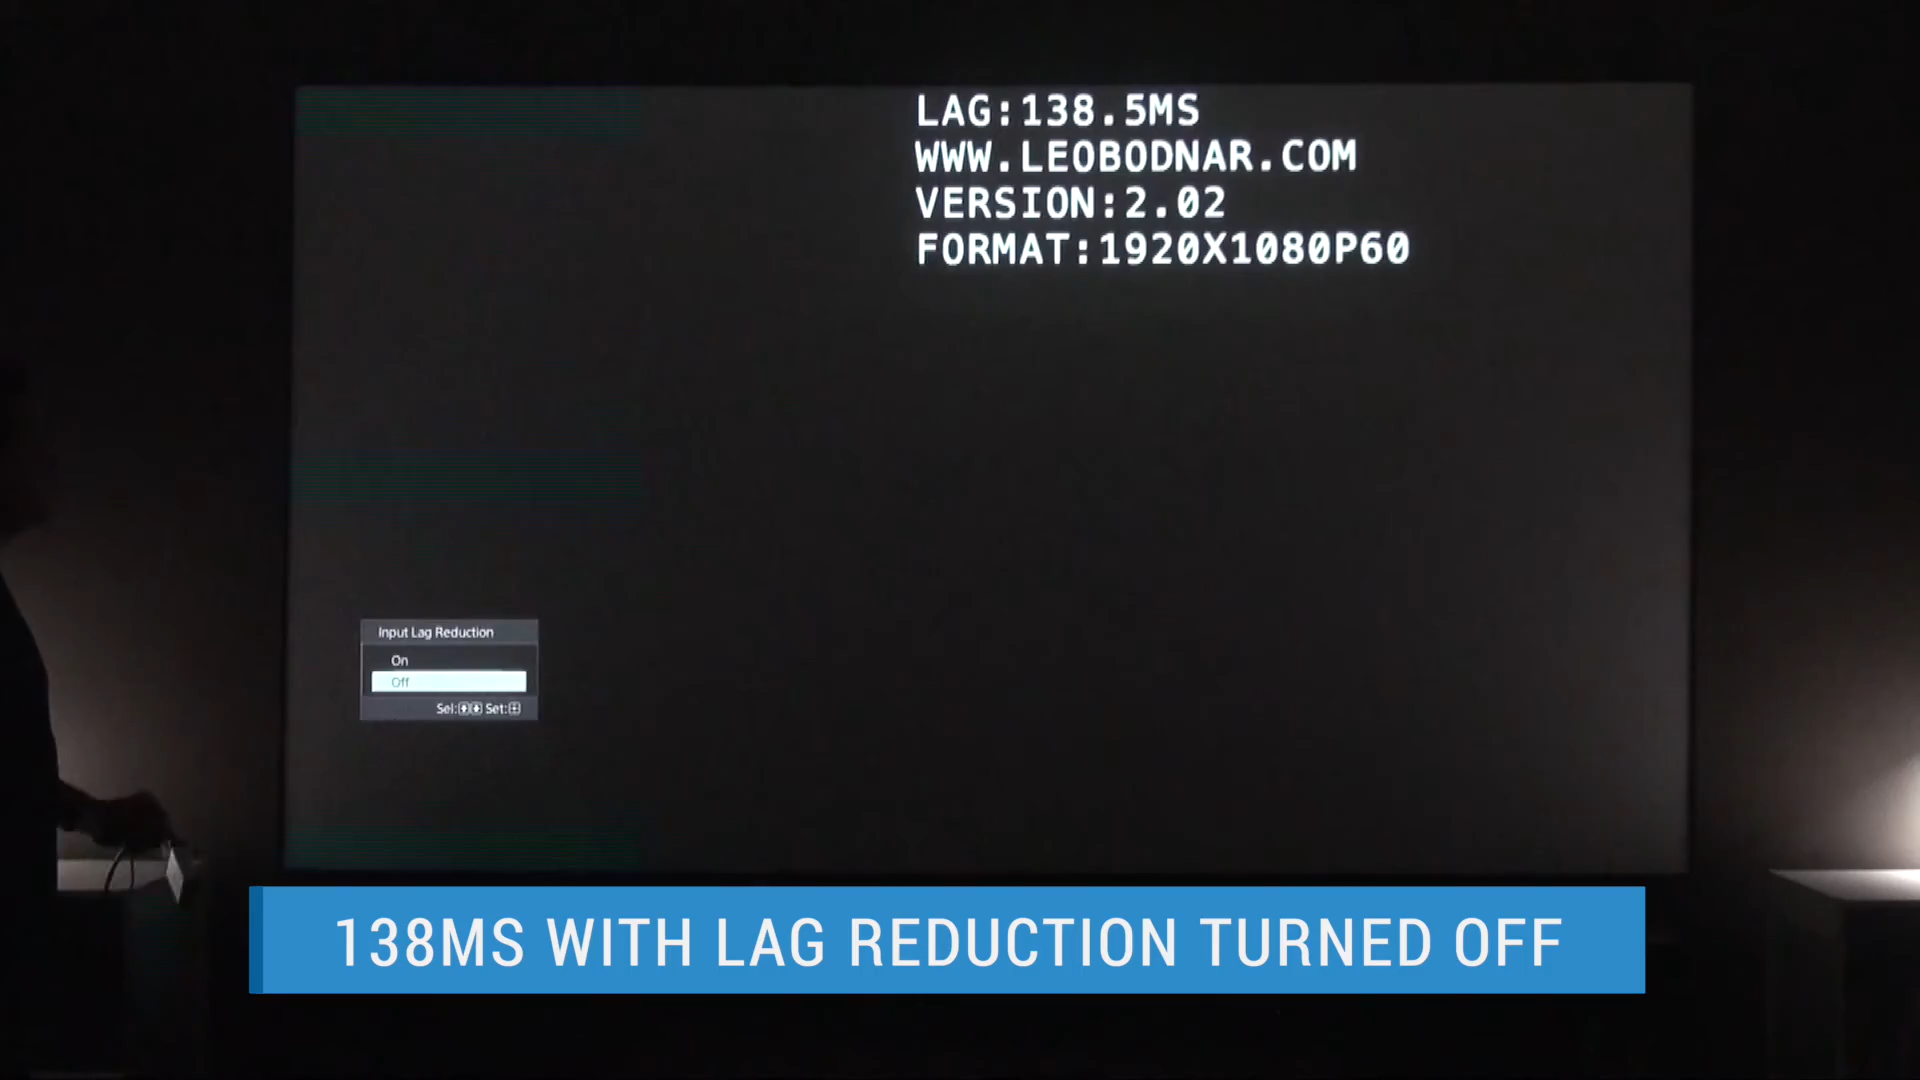 LAG:138.5MS
WWW.LEOBODNAR.COM
VERSION:2.02
FORMAT:1920X1080P60
Input Lag Reduction
On
Off
Sel: Set:
138MS WITH LAG REDUCTION TURNED OFF